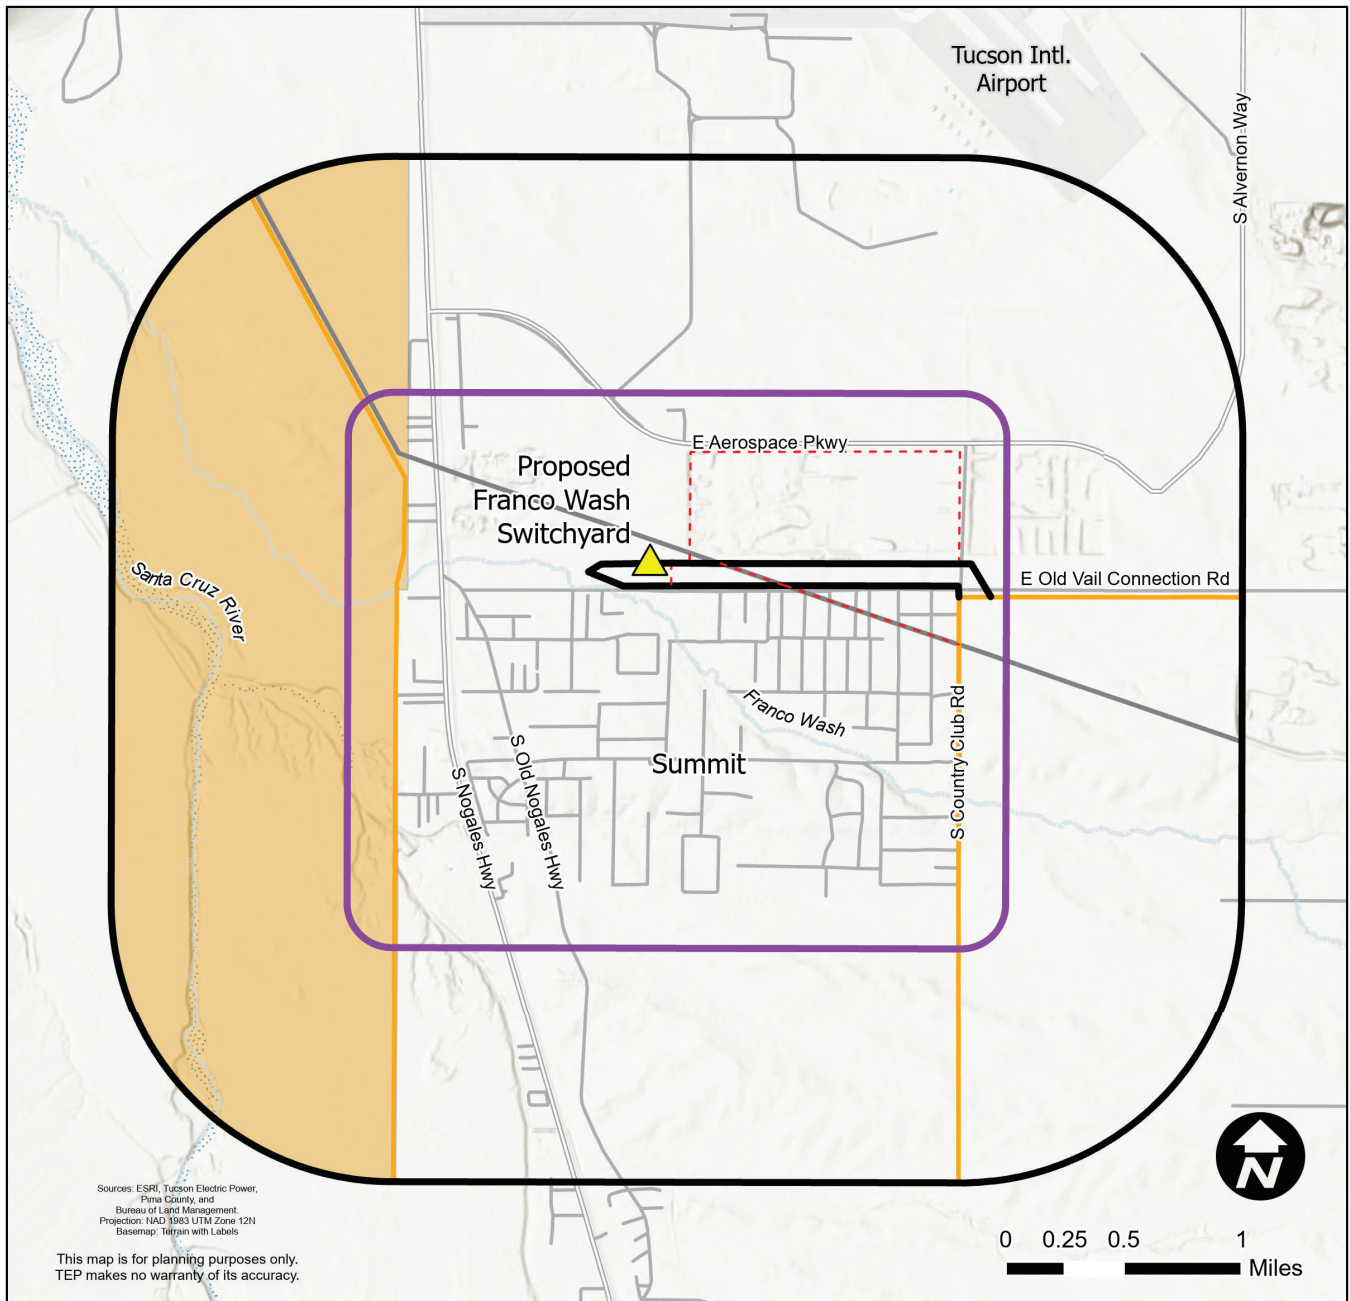 Tucson Intl.
Airport
S Alvernon Way
E Aerospace Pkwy
Proposed
Franco Wash
Switchyard
E Old Vail Connection Rd
Santa Cruz River
Franco Wash
S Country Club Rd
Summit
S Old Nogales Hwy
S Nogales Hwy
N
Sources: ESRI, Tucson Electric Power,
Pima County, and
Bureau of Land Management.
Projection: NAD 1983 UTM Zone 12N
Basemap: Terrain with Labels
This map is for planning purposes only.
TEP makes no warranty of its accuracy.
0 0.25 0.5 1
Miles